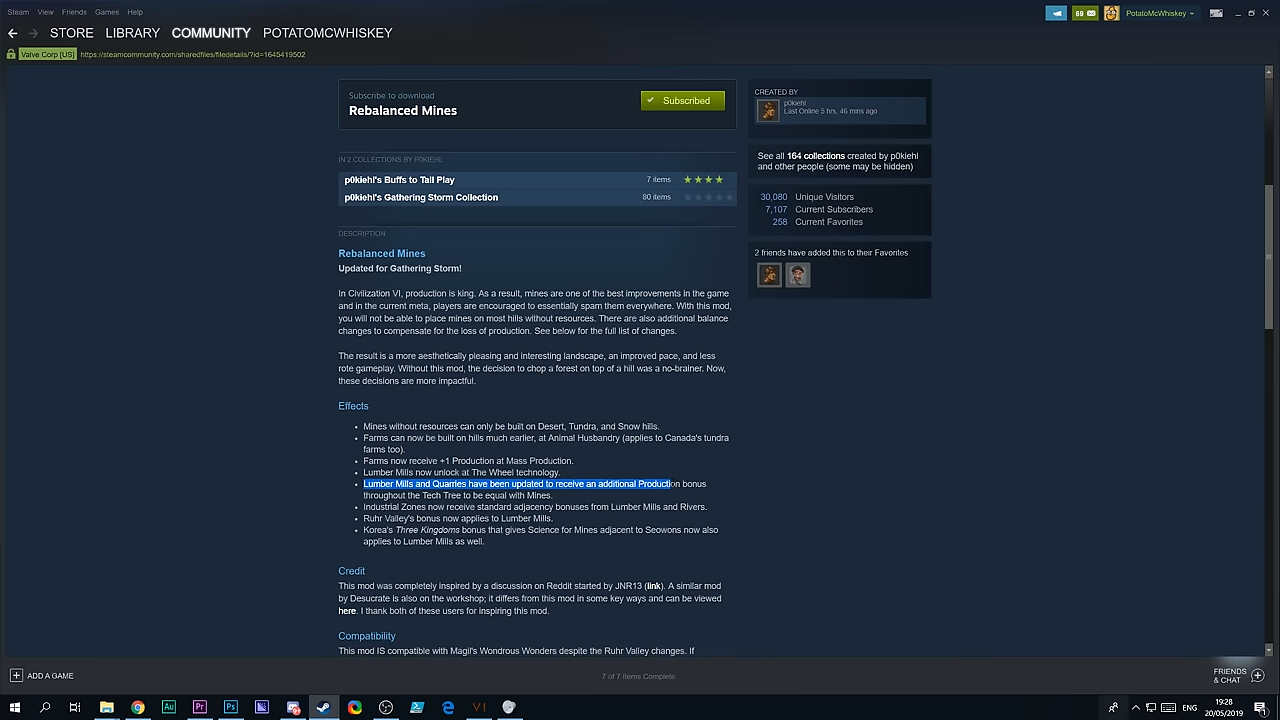 Steam View Friends Games Help
89 PotatoMcWhiskey
STORE LIBRARY COMMUNITY POTATOMCWHISKEY
Valve Corp [US] https://steamcommunity.com/sharedfiles/filedetails/?id=1645419502
Subscribe to download
Rebalanced Mines
Subscribed
CREATED BY
p0kiehl
Last Online 5 hrs, 46 mins ago
IN 2 COLLECTIONS BY P0KIEHL
p0kiehl's Buffs to Tall Play 7 items
p0kiehl's Gathering Storm Collection 80 items
See all 164 collections created by p0kiehl
and other people (some may be hidden)
30,080 Unique Visitors
7,107 Current Subscribers
258 Current Favorites
2 friends have added this to their Favorites
DESCRIPTION
Rebalanced Mines
Updated for Gathering Storm!
In Civilization VI, production is king. As a result, mines are one of the best improvements in the game
and in the current meta, players are encouraged to essentially spam them everywhere. With this mod,
you will not be able to place mines on most hills without resources. There are also additional balance
changes to compensate for the loss of production. See below for the full list of changes.
The result is a more aesthetically pleasing and interesting landscape, an improved pace, and less
rote gameplay. Without this mod, the decision to chop a forest on top of a hill was a no-brainer. Now,
these decisions are more impactful.
Effects
• Mines without resources can only be built on Desert, Tundra, and Snow hills.
• Farms can now be built on hills much earlier, at Animal Husbandry (applies to Canada's tundra
farms too).
• Farms now receive +1 Production at Mass Production.
• Lumber Mills now unlock at The Wheel technology.
• Lumber Mills and Quarries have been updated to receive an additional Production bonus
throughout the Tech Tree to be equal with Mines.
• Industrial Zones now receive standard adjacency bonuses from Lumber Mills and Rivers.
• Ruhr Valley's bonus now applies to Lumber Mills.
• Korea's Three Kingdoms bonus that gives Science for Mines adjacent to Seowons now also
applies to Lumber Mills as well.
Credit
This mod was completely inspired by a discussion on Reddit started by JNR13 (link). A similar mod
by Desucrate is also on the workshop; it differs from this mod in some key ways and can be viewed
here. I thank both of these users for inspiring this mod.
Compatibility
This mod IS compatible with Magil's Wondrous Wonders despite the Ruhr Valley changes. If
ADD A GAME
7 of 7 Items Complete
FRIENDS
& CHAT
Au Pr Ps VI
ENG
19:28
20/05/2019